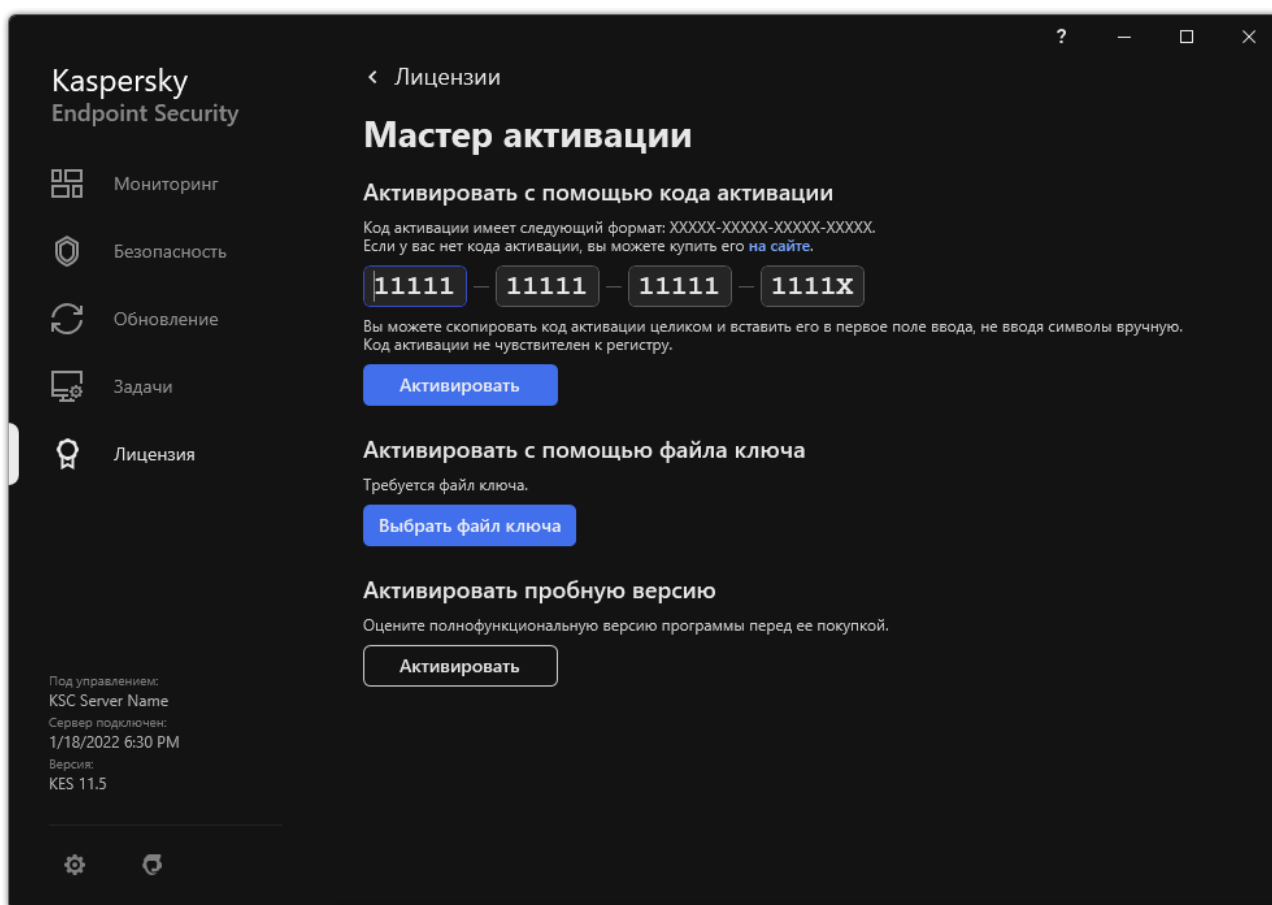 ?
Kaspersky
Endpoint Security
Мониторинг
Безопасность
Обновление
Задачи
Лицензия
Под управлением:
KSC Server Name
Сервер подключен:
1/18/2022 6:30 PM
Версия:
KES 11.5
Лицензии
Мастер активации
Активировать с помощью кода активации
Код активации имеет следующий формат: XXXXX-XXXXX-XXXXX-XXXXX.
Если у вас нет кода активации, вы можете купить его на сайте.
11111 — 11111 — 11111 — 1111X
Вы можете скопировать код активации целиком и вставить его в первое поле ввода, не вводя символы вручную.
Код активации не чувствителен к регистру.
Активировать
Активировать с помощью файла ключа
Требуется файл ключа.
Выбрать файл ключа
Активировать пробную версию
Оцените полнофункциональную версию программы перед ее покупкой.
Активировать